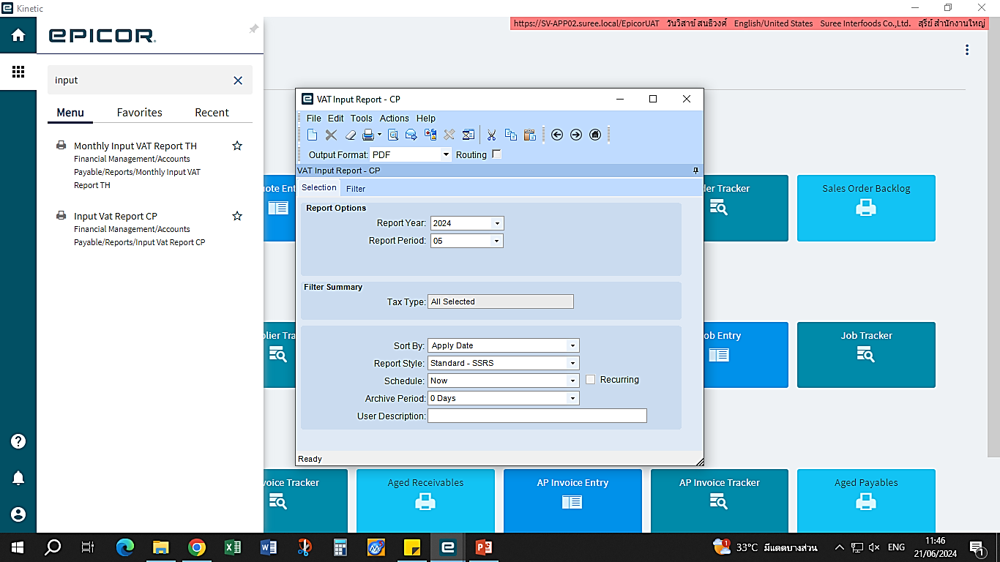 Kinetic
https://SV-APP02.suree.local/EpicorUAT วันวิสาข์ สนธิวงศ์ English/United States Suree Interfoods Co.,Ltd. สุรีย์ สำนักงานใหญ่
EPICOR
input
Menu Favorites Recent
Monthly Input VAT Report TH
Financial Management/Accounts
Payable/Reports/Monthly Input VAT
Report TH
Input Vat Report CP
Financial Management/Accounts
Payable/Reports/Input Vat Report CP
VAT Input Report - CP
File Edit Tools Actions Help
Output Format: PDF Routing
VAT Input Report - CP
Selection Filter
Report Options
Report Year: 2024
Report Period: 05
Filter Summary
Tax Type: All Selected
Sort By: Apply Date
Report Style: Standard - SSRS
Schedule: Now Recurring
Archive Period: 0 Days
User Description:
Ready
Tracker
Sales Order Backlog
Entry
Job Tracker
Tracker
Aged Receivables
AP Invoice Entry
AP Invoice Tracker
Aged Payables
33°C มีแดดบางส่วน
ENG
11:46
21/06/2024
1